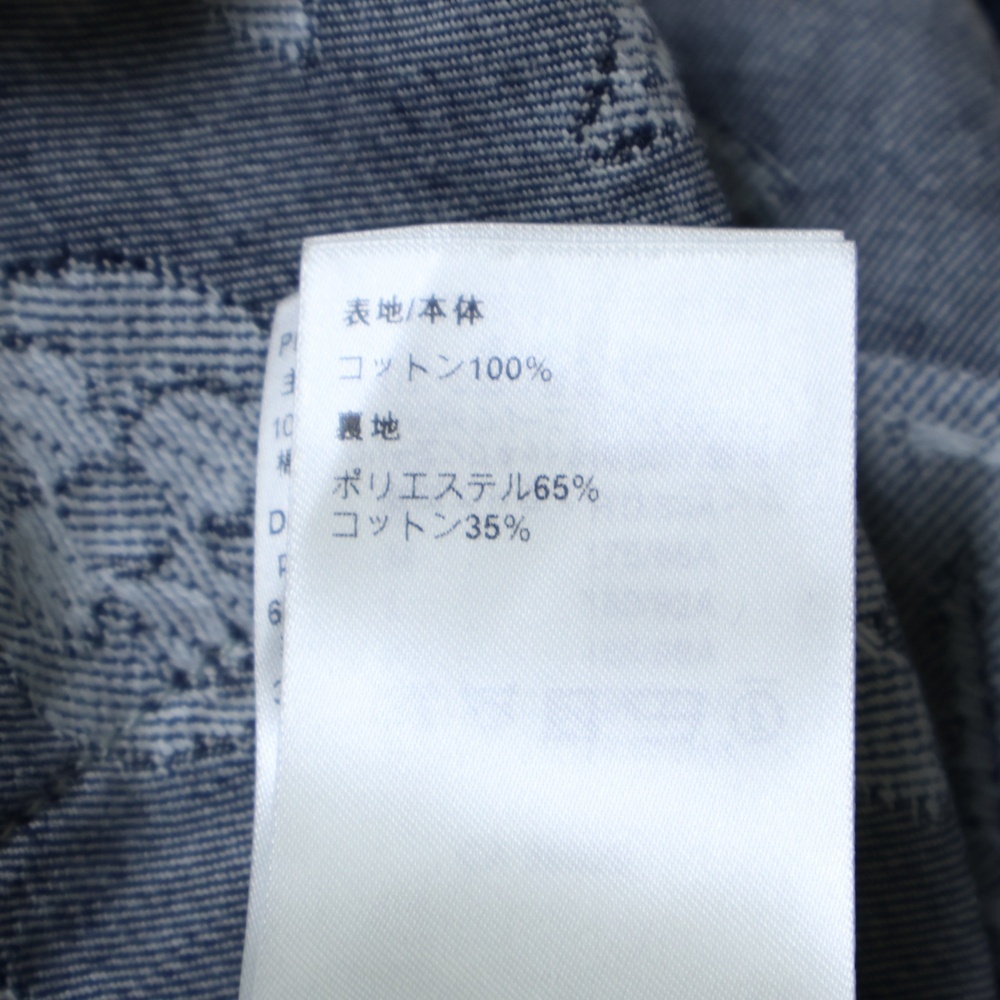 表地/本体
コットン100%
裏地
ポリエステル65%
コットン35%